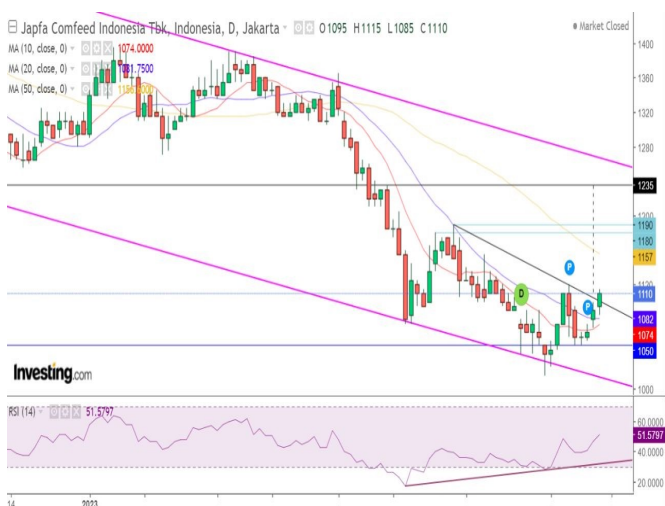 Japfa Comfeed Indonesia Tbk, Indonesia, D, Jakarta O1095 H1115 L1085 C1110
Market Closed
MA (10, close, 0) 1074.0000
MA (20, close, 0)
MA (50, close, 0)
1400
1360
1320
1280
1235
1200
1190
1180
1157
1110
1082
1074
1050
1000
P
D
P
Investing.com
RSI (14) 51.5797
60.0000
51.5797
40.0000
20.0000
14 2023